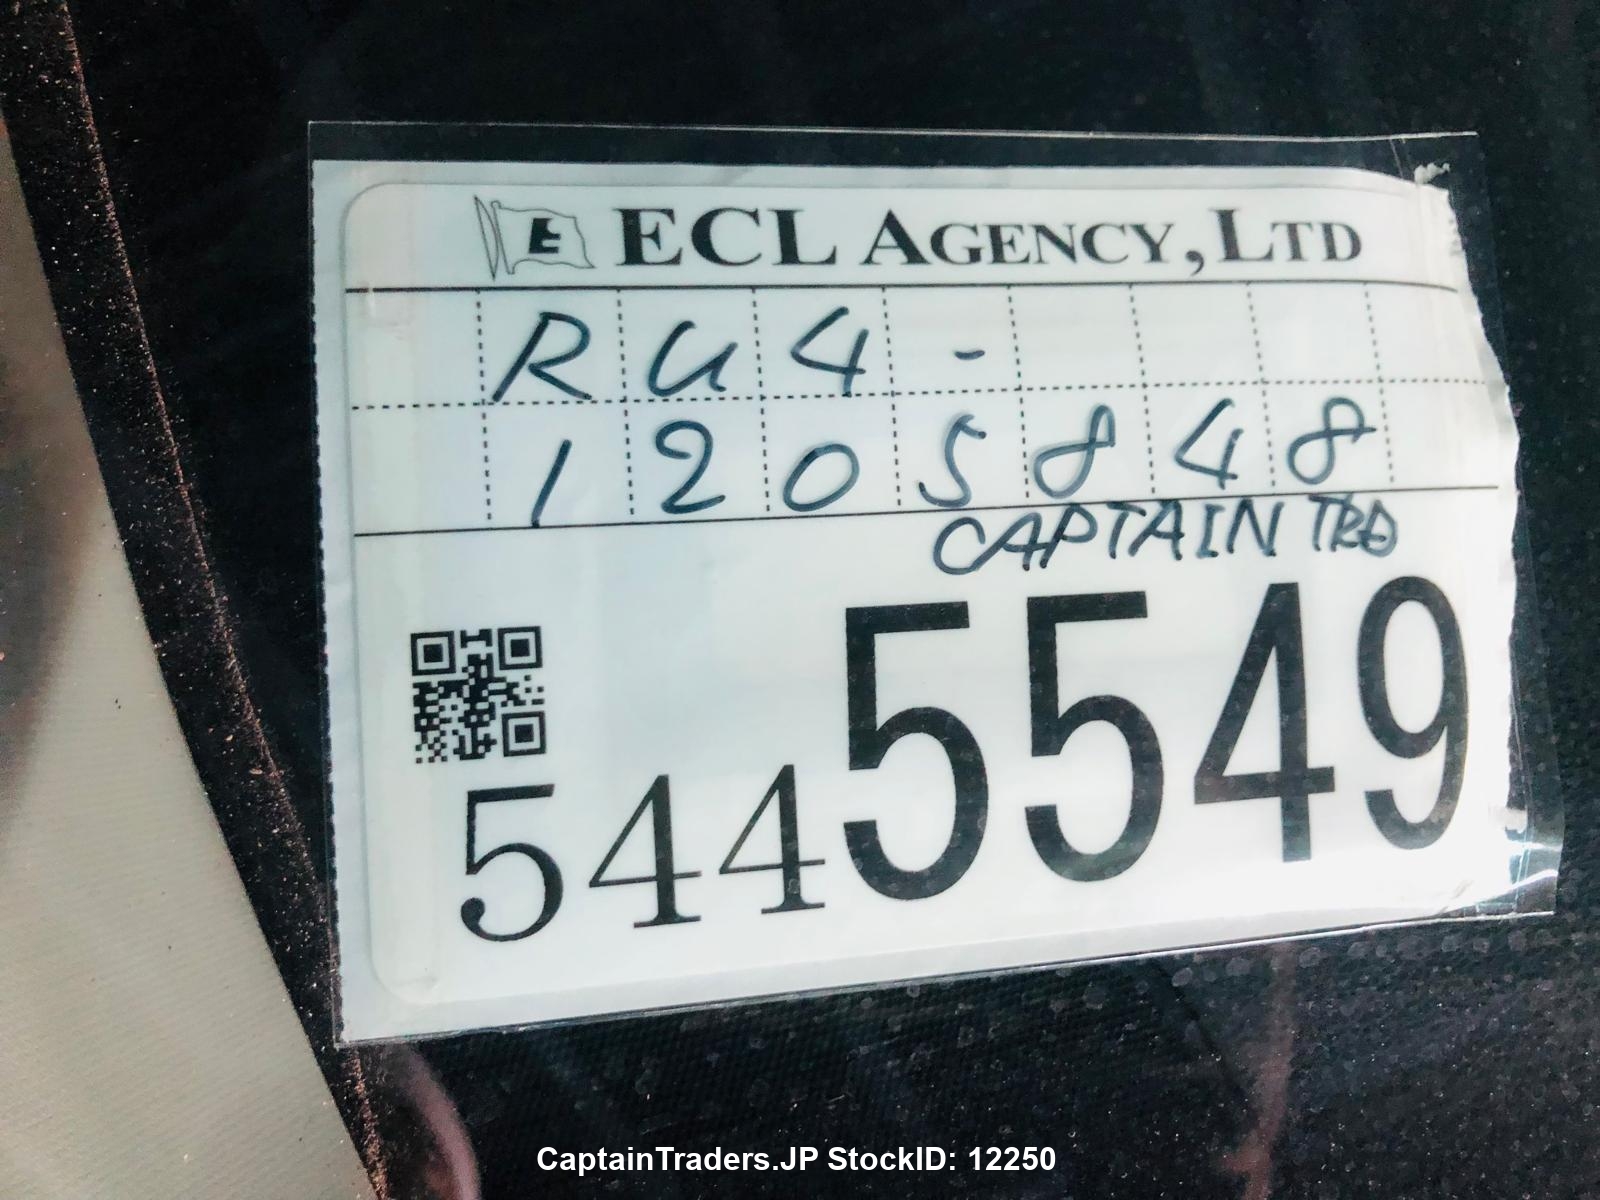 E ECL AGENCY, LTD
RU4-
1205848
CAPTAIN TRD
5445549
CaptainTraders.JP StockID: 12250